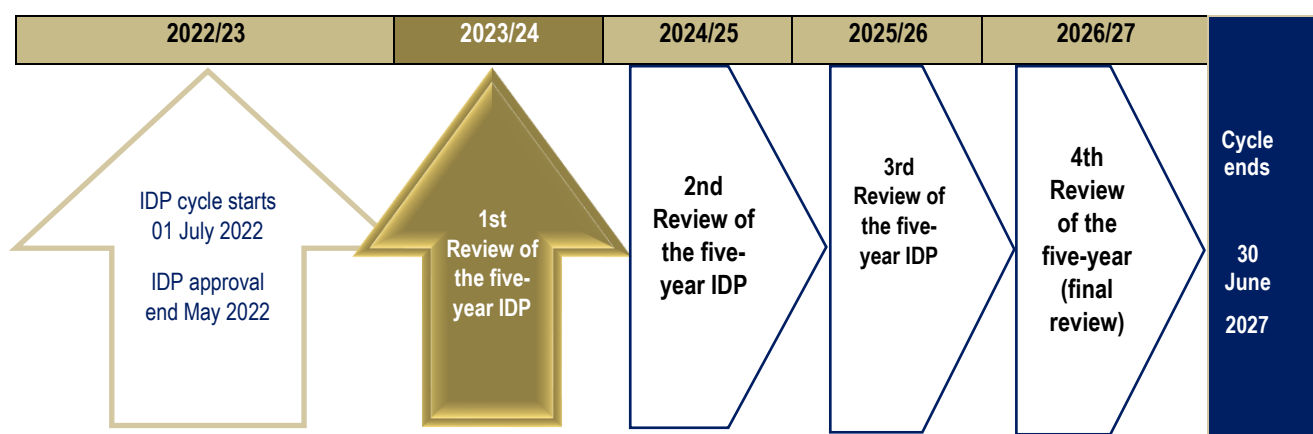 2022/23
2023/24
2024/25
2025/26
2026/27
IDP cycle starts
01 July 2022
IDP approval
end May 2022
1st
Review of
the five-
year IDP
2nd
Review of
the five-
year IDP
3rd
Review of
the five-
year IDP
4th
Review
of the
five-year
(final
review)
Cycle
ends
30
June
2027